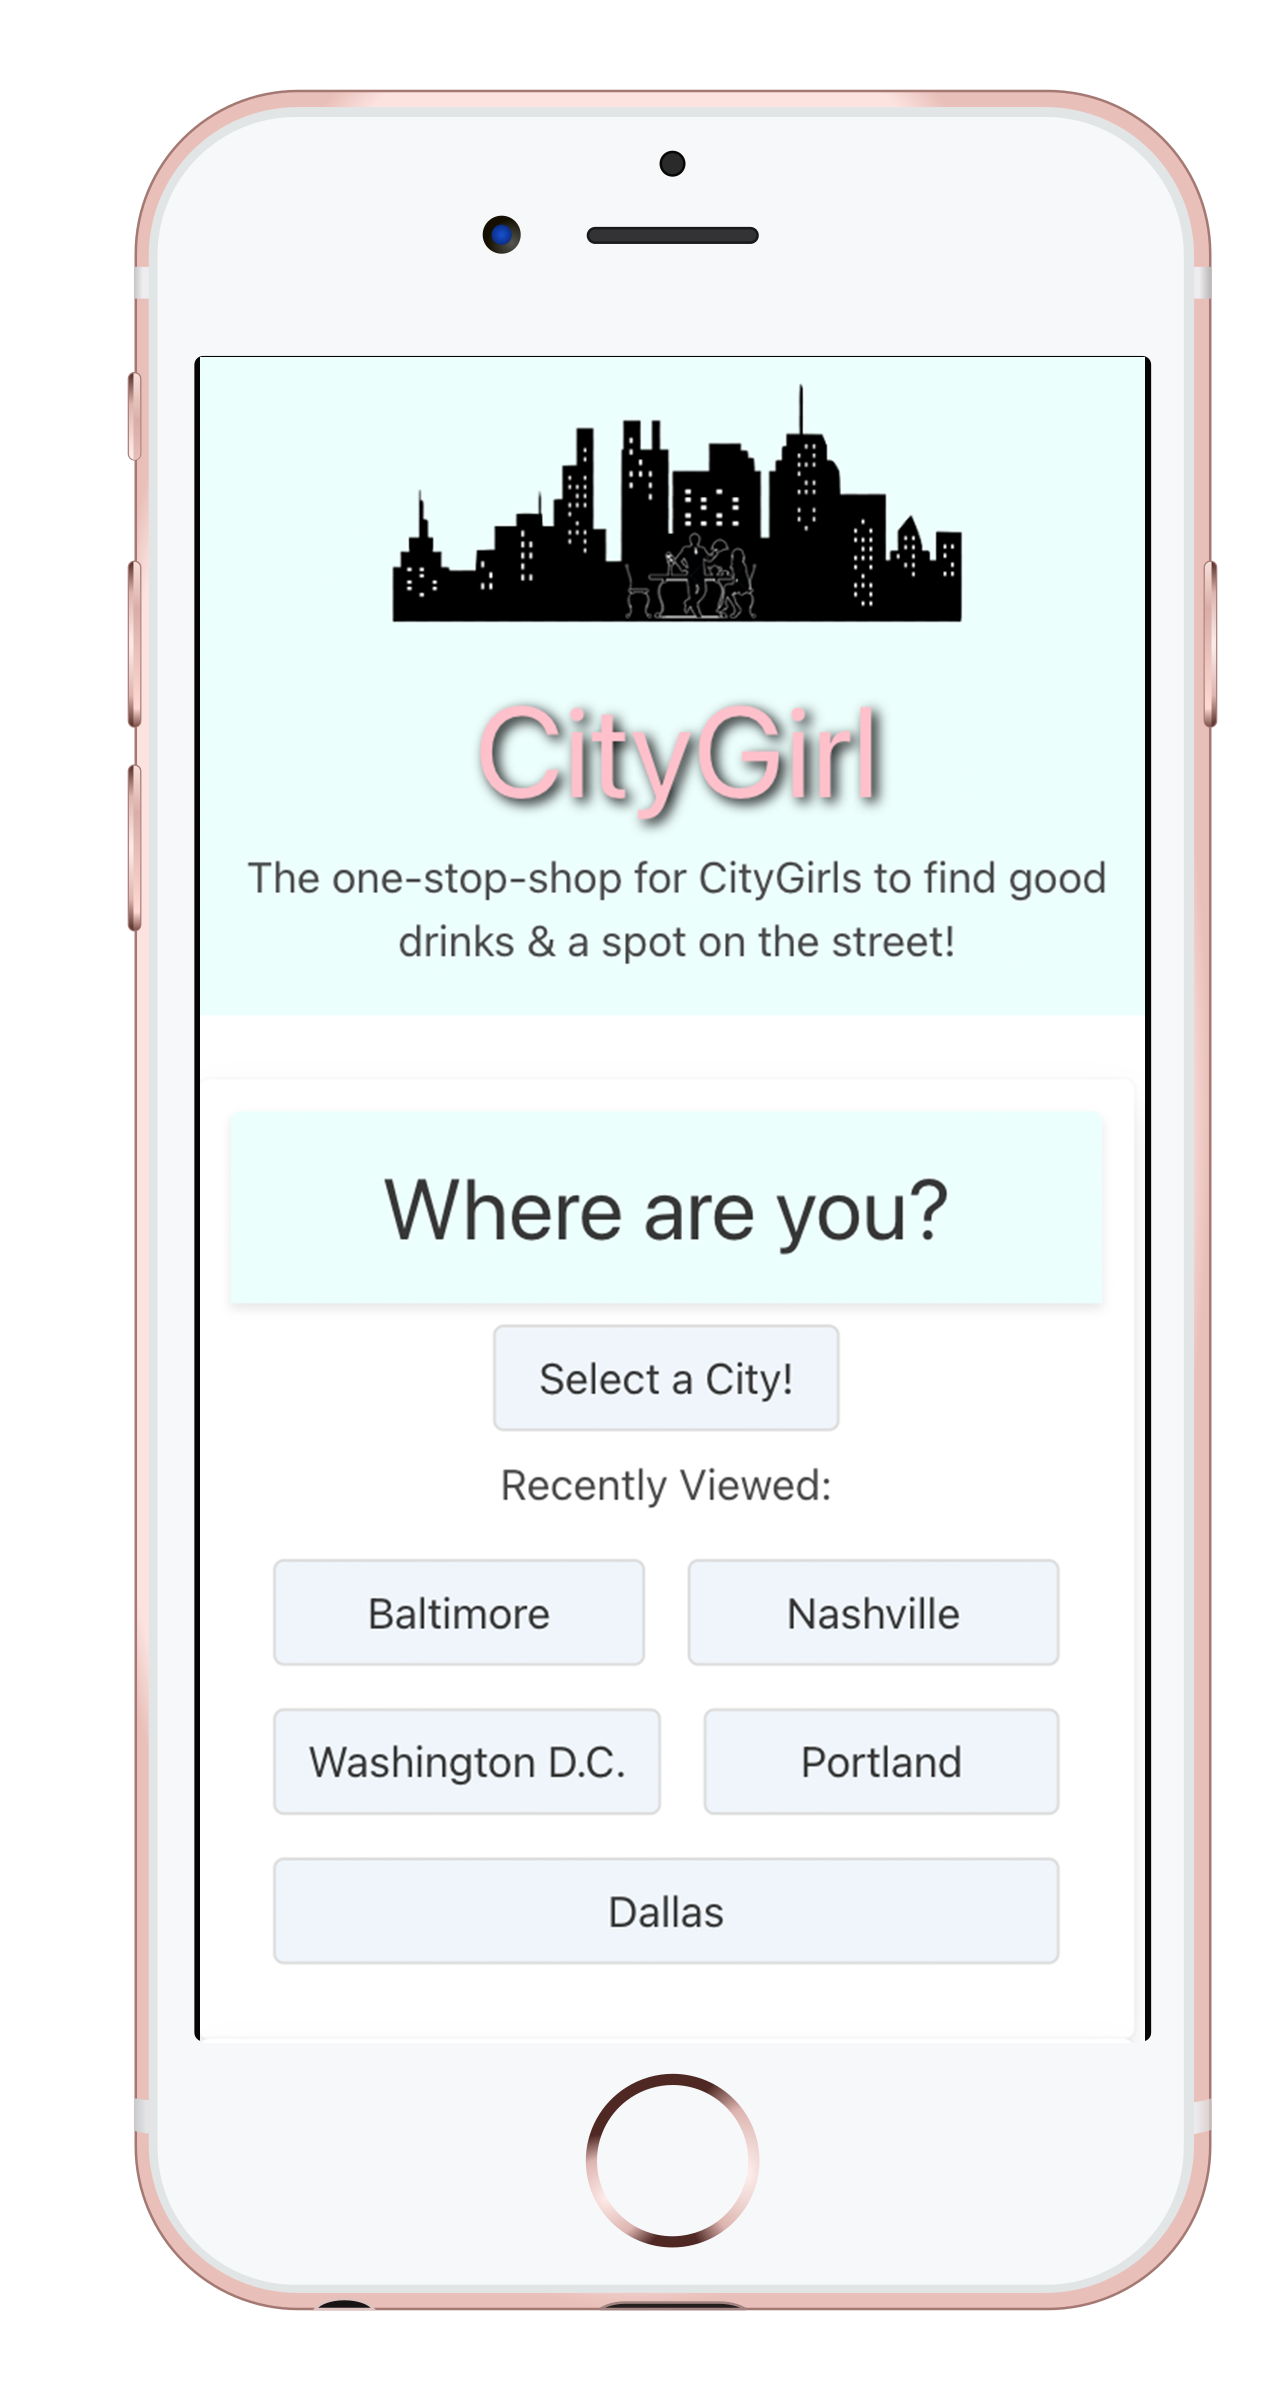 CityGirl
The one-stop-shop for CityGirls to find good
drinks & a spot on the street!
Where are you?
Select a City!
Recently Viewed:
Baltimore
Nashville
Washington D.C.
Portland
Dallas